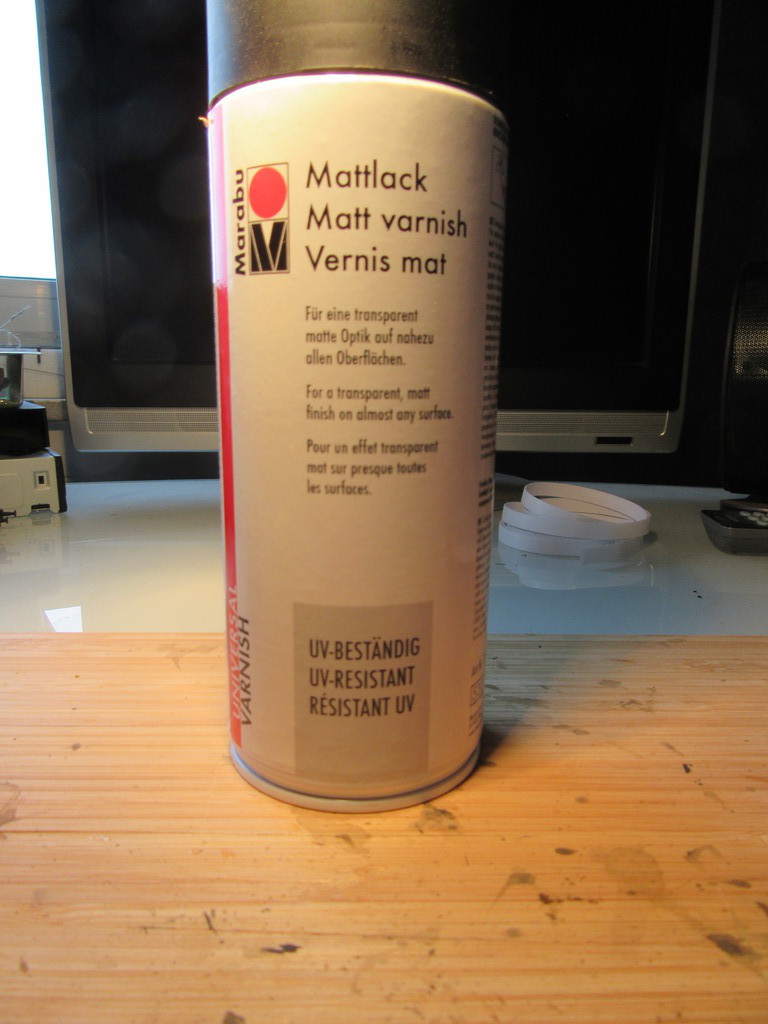 Marabu
Mattlack
Matt varnish
Vernis mat
Für eine transparent
matte Optik auf nahezu
allen Oberflächen.
For a transparent, matt
finish on almost any surface.
Pour un effet transparent
mat sur presque toutes
les surfaces.
UNIVERSAL
VARNISH
UV-BESTÄNDIG
UV-RESISTANT
RÉSISTANT UV